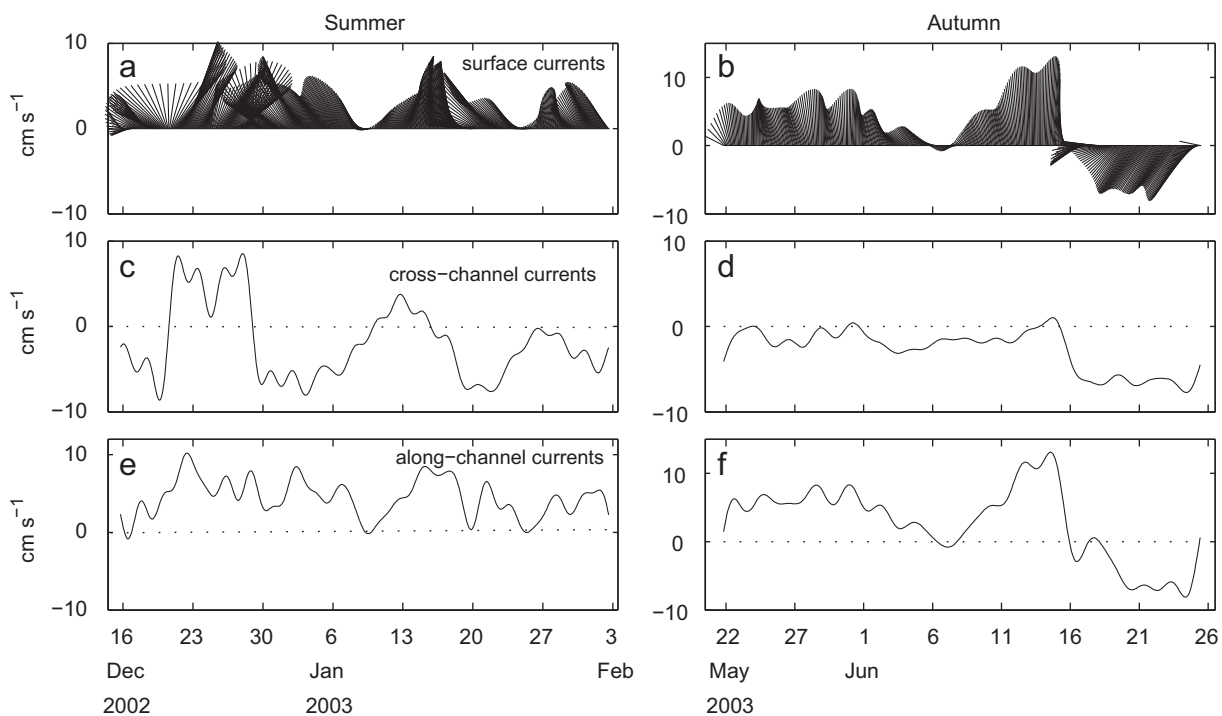 Summer
Autumn
10
0
−10
cm s−1
a
surface currents
10
0
−10
b
10
0
−10
cm s−1
c
cross−channel currents
10
0
−10
d
10
0
−10
cm s−1
e
along−channel currents
10
0
−10
f
16 23 30 6 13 20 27 3
Dec Jan Feb
2002 2003
22 27 1 6 11 16 21 26
May Jun
2003